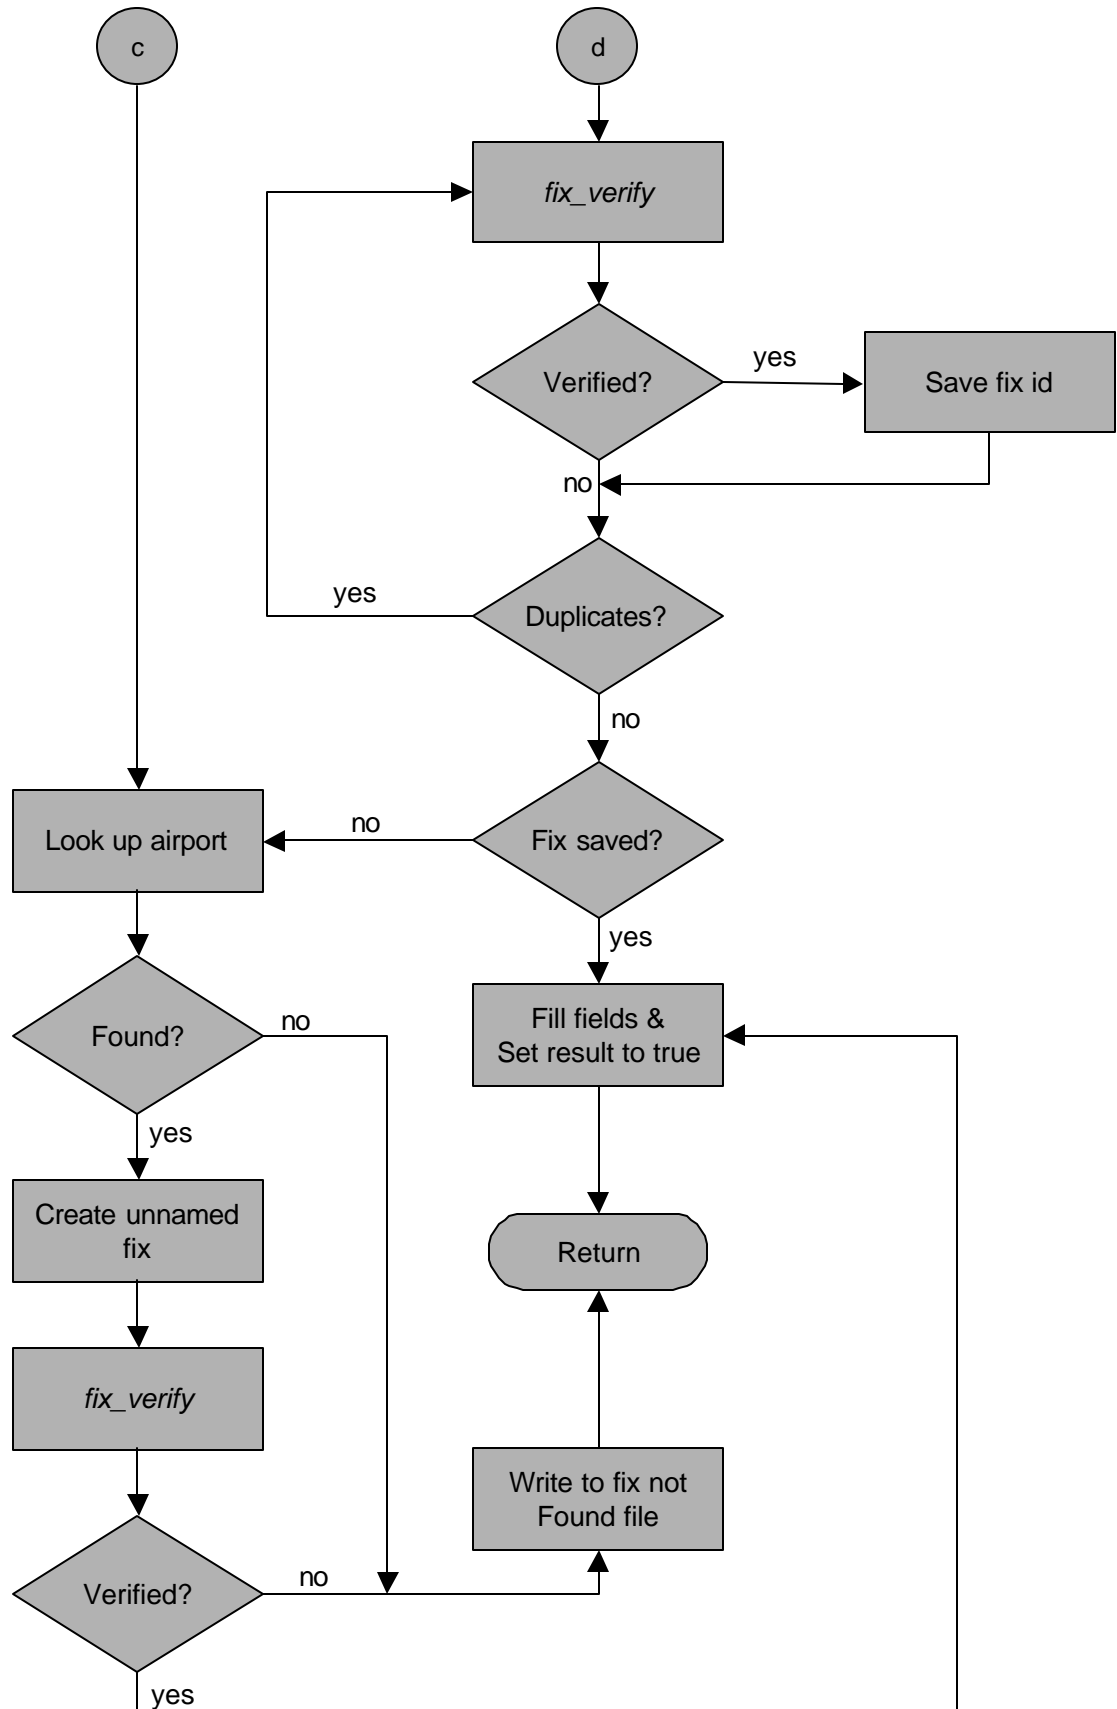 c
d
fix_verify
Verified?
yes
Save fix id
no
yes
Duplicates?
no
Look up airport
no
Fix saved?
yes
Found?
no
Fill fields &
Set result to true
yes
Create unnamed
fix
Return
fix_verify
Write to fix not
Found file
Verified?
no
yes